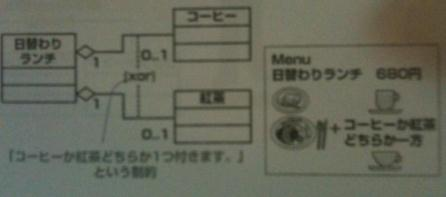 コーヒー
日替わり
ランチ
1
0..1
{xor}
1
紅茶
0..1
「コーヒーか紅茶どちらか1つ付きます。」
という制約
Menu
日替わりランチ 680円
+コーヒーか紅茶
どちらか一方